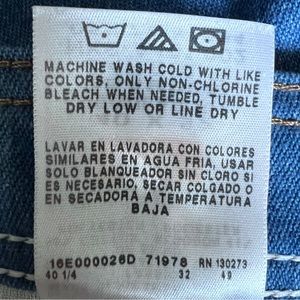 MACHINE WASH COLD WITH LIKE
COLORS, ONLY NON-CHLORINE
BLEACH WHEN NEEDED, TUMBLE
DRY LOW OR LINE DRY
LAVAR EN LAVADORA CON COLORES
SIMILARES EN AGUA FRIA, USAR
SOLO BLANQUEADOR SIN CLORO SI
ES NECESARIO, SECAR COLGADO O
EN SECADORA A TEMPERATURA
BAJA
16E000026D 71978 RN 130273
40 1/4 32 49